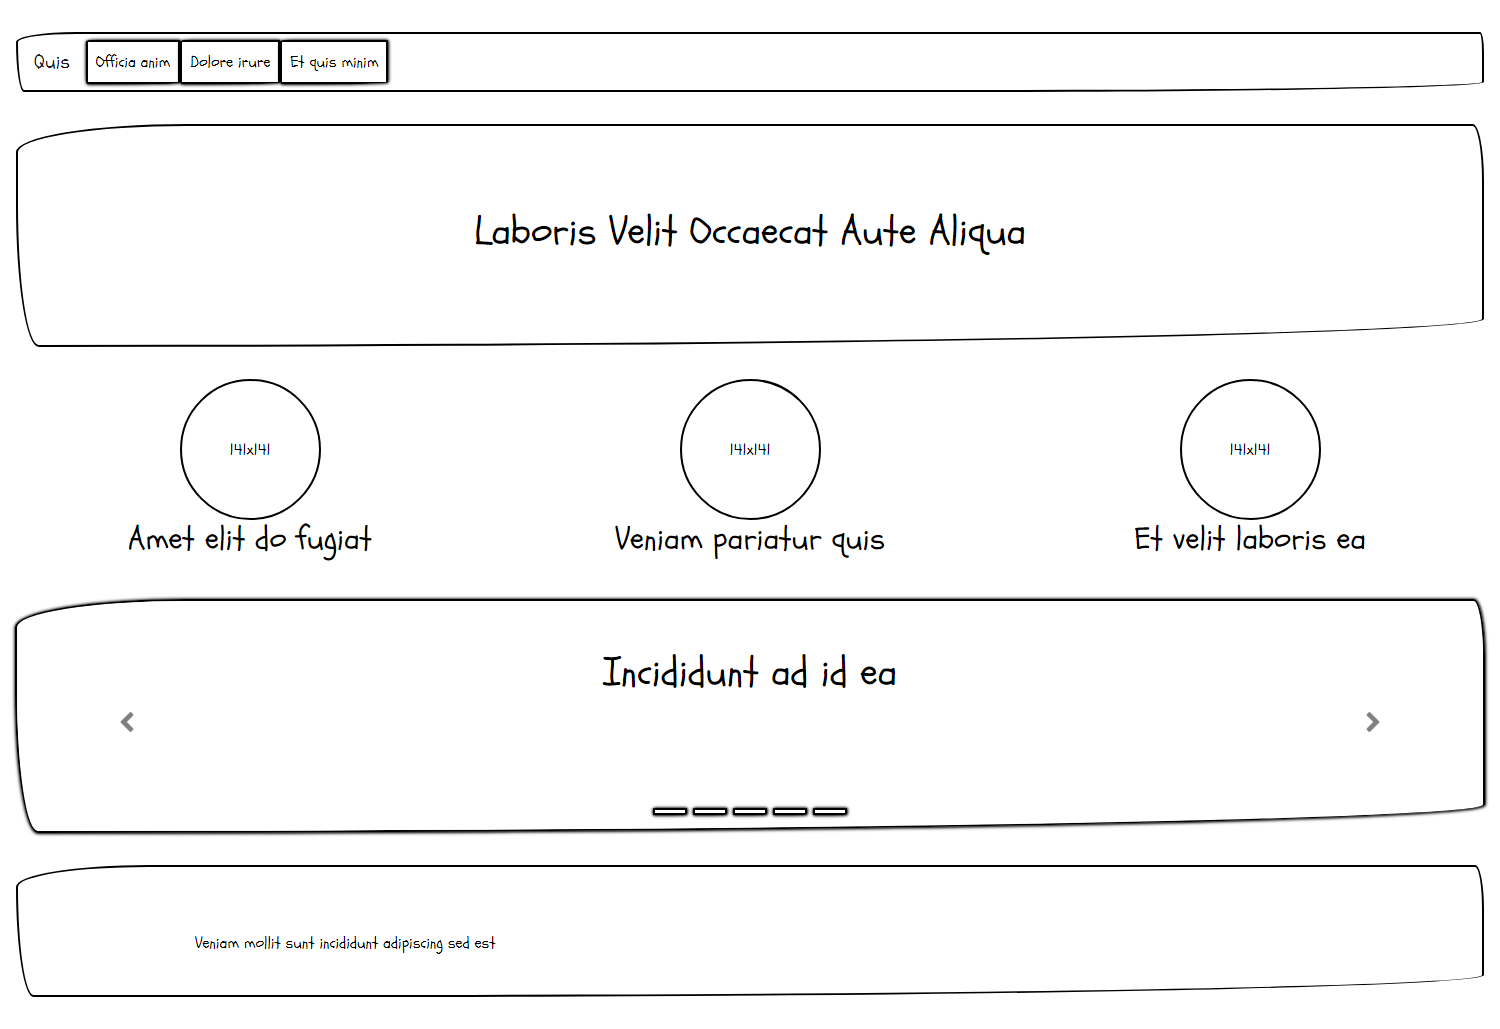 Quis Officia anim Dolore irure Et quis minim
Laboris Velit Occaecat Aute Aliqua
141x141 141x141 141x141
Amet elit do fugiat Veniam pariatur quis Et velit laboris ea
Incididunt ad id ea
Veniam mollit sunt incididunt adipiscing sed est